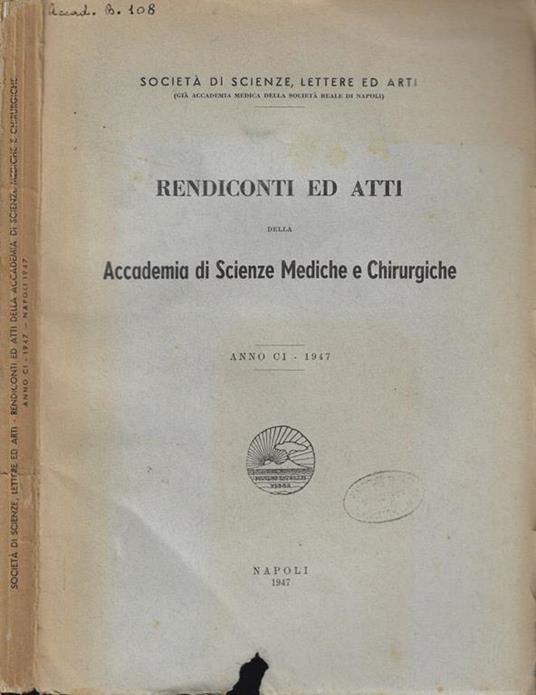 Accad. B. 108
SOCIETÀ DI SCIENZE, LETTERE ED ARTI
(GIÀ ACCADEMIA MEDICA DELLA SOCIETÀ REALE DI NAPOLI)
RENDICONTI ED ATTI
DELLA
Accademia di Scienze Mediche e Chirurgiche
ANNO CI - 1947
NAPOLI
1947
SOCIETÀ DI SCIENZE, LETTERE ED ARTI - RENDICONTI ED ATTI DELLA ACCADEMIA DI SCIENZE MEDICHE E CHIRURGICHE
ANNO CI - 1947 - NAPOLI 1947